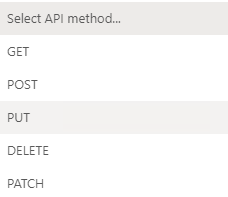 Select API method...
GET
POST
PUT
DELETE
PATCH